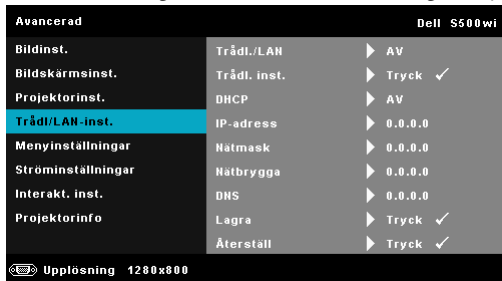 Avancerad Dell S500wi
Bildinst.
Bildskärmsinst.
Projektorinst.
Trådl/LAN-inst.
Menyinställningar
Ströminställningar
Interakt. inst.
Projektorinfo
Trådl./LAN AV
Trådl. inst. Tryck ✓
DHCP AV
IP-adress 0.0.0.0
Nätmask 0.0.0.0
Nätbrygga 0.0.0.0
DNS 0.0.0.0
Lagra Tryck ✓
Återställ Tryck ✓
Upplösning 1280x800